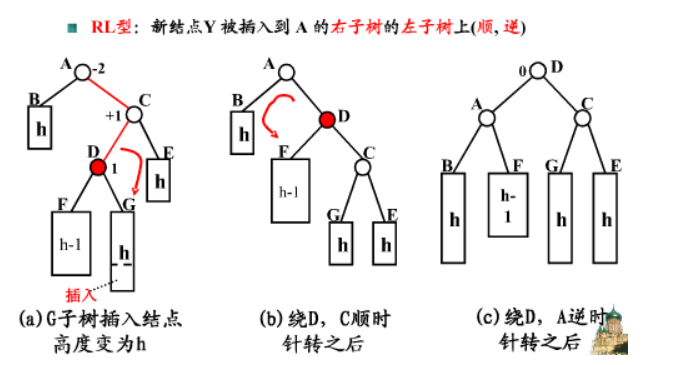 RL型：新结点Y 被插入到 A 的右子树的左子树上(顺, 逆)
A -2
B
C
+1
h
D 1
E
h
F
G
h-1
h
插入
(a)G子树插入结点
高度变为h
A
B
D
h
F
C
h-1
G
E
h
h
(b)绕D，C顺时
针转之后
0 D
A
C
B
F
G
E
h
h-
1
h
h
(c)绕D，A逆时
针转之后